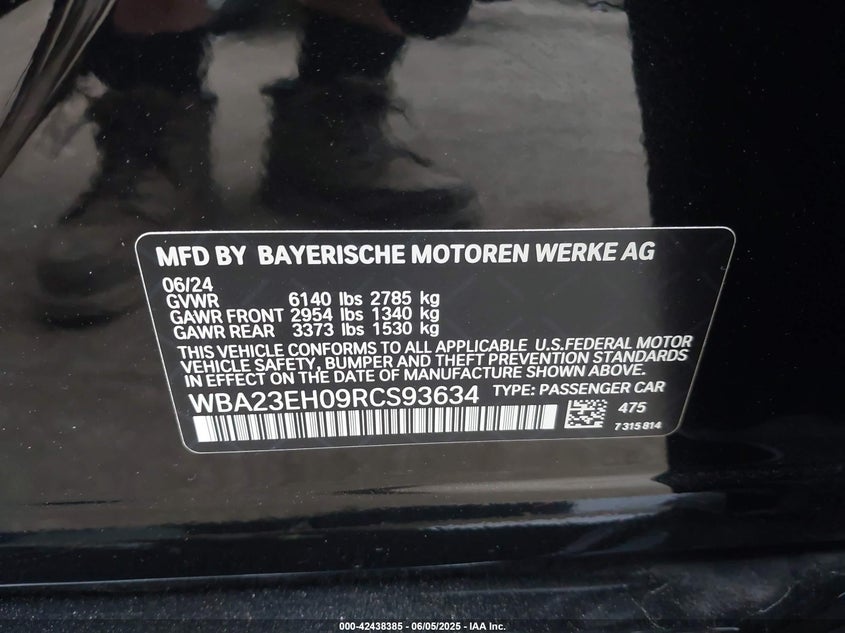 MFD BY BAYERISCHE MOTOREN WERKE AG
06/24
GVWR 6140 lbs 2785 kg
GAWR FRONT 2954 lbs 1340 kg
GAWR REAR 3373 lbs 1530 kg
THIS VEHICLE CONFORMS TO ALL APPLICABLE U.S.FEDERAL MOTOR
VEHICLE SAFETY, BUMPER AND THEFT PREVENTION STANDARDS
IN EFFECT ON THE DATE OF MANUFACTURE SHOWN ABOVE.
WBA23EH09RCS93634 TYPE: PASSENGER CAR
475
7315814
000-42438385 - 06/05/2025 - IAA Inc.